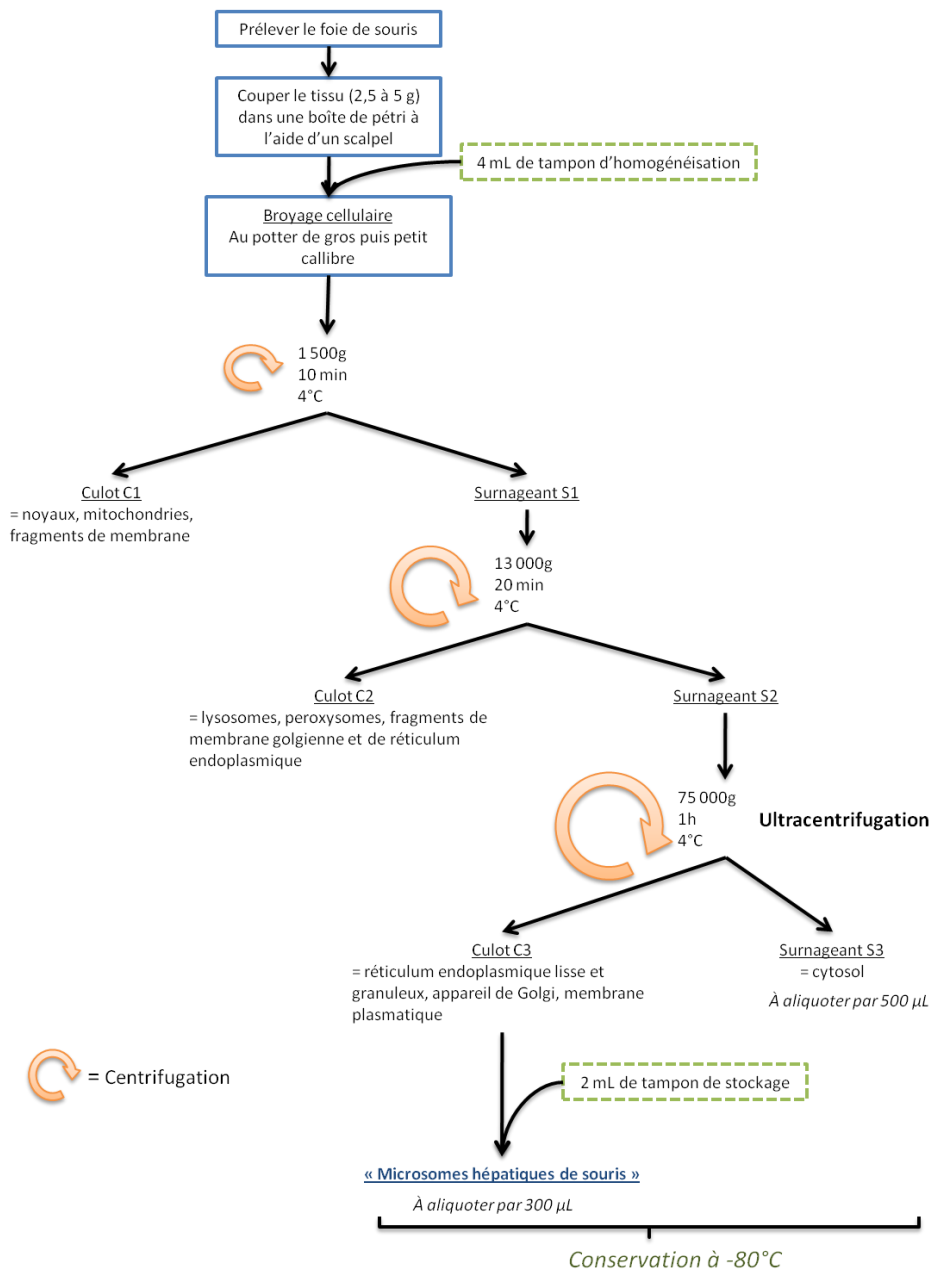 Prélever le foie de souris
Couper le tissu (2,5 à 5 g)
dans une boîte de pétri à
l’aide d’un scalpel
4 mL de tampon d’homogénéisation
Broyage cellulaire
Au potter de gros puis petit
callibre
1 500g
10 min
4°C
Culot C1
= noyaux, mitochondries,
fragments de membrane
Surnageant S1
13 000g
20 min
4°C
Culot C2
= lysosomes, peroxysomes, fragments de
membrane golgienne et de réticulum
endoplasmique
Surnageant S2
75 000g
1h
4°C
Ultracentrifugation
Culot C3
= réticulum endoplasmique lisse et
granuleux, appareil de Golgi, membrane
plasmatique
Surnageant S3
= cytosol
À aliquoter par 500 µL
= Centrifugation
2 mL de tampon de stockage
« Microsomes hépatiques de souris »
À aliquoter par 300 µL
Conservation à -80°C